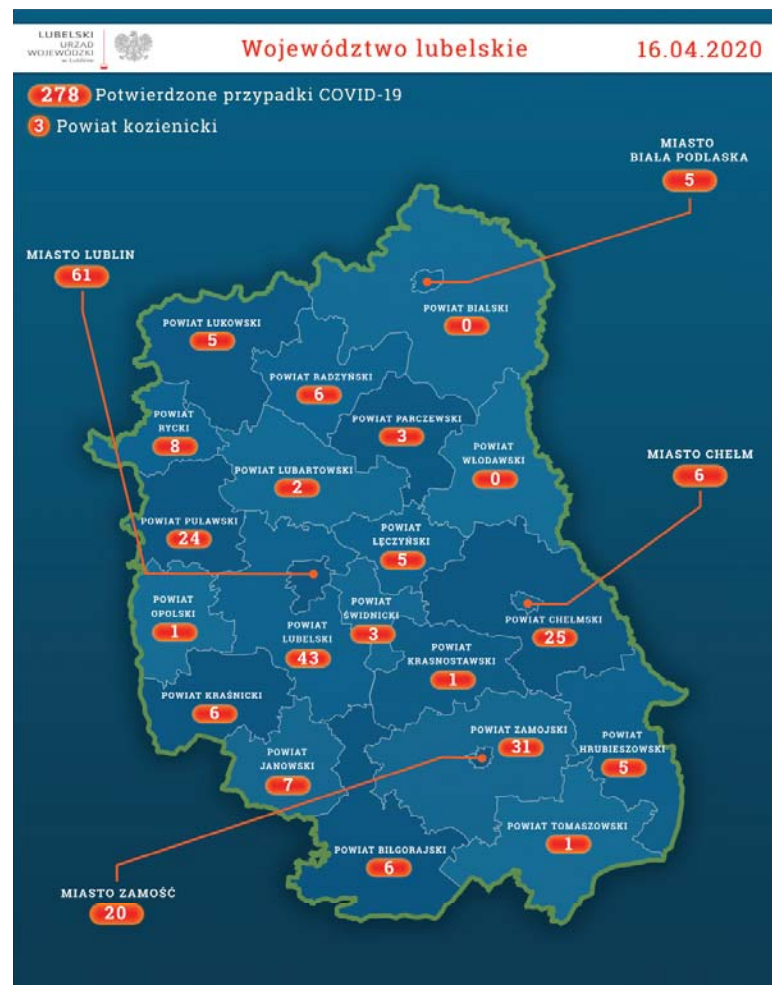 LUBELSKI
URZĄD
WOJEWÓDZKI
w Lublinie
Województwo lubelskie
16.04.2020
278 Potwierdzone przypadki COVID-19
3 Powiat kozienicki
MIASTO
BIAŁA PODLASKA
5
MIASTO LUBLIN
61
POWIAT BIALSKI
0
POWIAT ŁUKOWSKI
5
POWIAT RADZYŃSKI
6
POWIAT PARCZEWSKI
3
POWIAT
RYCKI
8
POWIAT
WŁODAWSKI
0
MIASTO CHEŁM
6
POWIAT LUBARTOWSKI
2
POWIAT PUŁAWSKI
24
POWIAT
ŁĘCZYŃSKI
5
POWIAT
OPOLSKI
1
POWIAT
LUBELSKI
43
POWIAT
ŚWIDNICKI
3
POWIAT CHEŁMSKI
25
POWIAT
KRASNOSTAWSKI
1
POWIAT KRAŚNICKI
6
POWIAT ZAMOJSKI
31
POWIAT
HRUBIESZOWSKI
5
POWIAT
JANOWSKI
7
POWIAT TOMASZOWSKI
1
POWIAT BIŁGORAJSKI
6
MIASTO ZAMOŚĆ
20